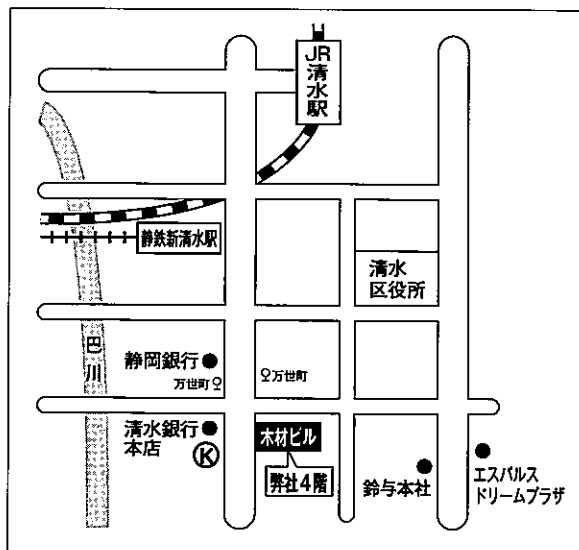 JR
清水駅
静鉄新清水駅
清水
区役所
巴川
静岡銀行
万世町
万世町
清水銀行
本店
K
木材ビル
弊社4階
鈴与本社
エスパルス
ドリームプラザ